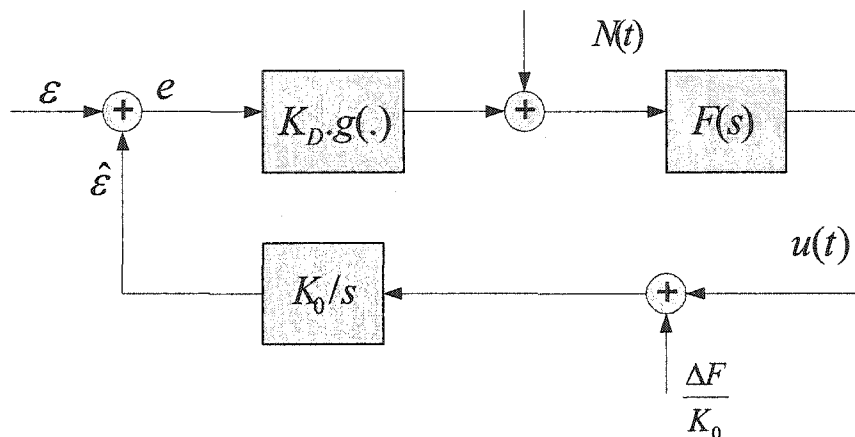 N(t)
ε
+
e
K_D.g(.)
+
F(s)
ε̂
K_0/s
+
u(t)
ΔF
K_0